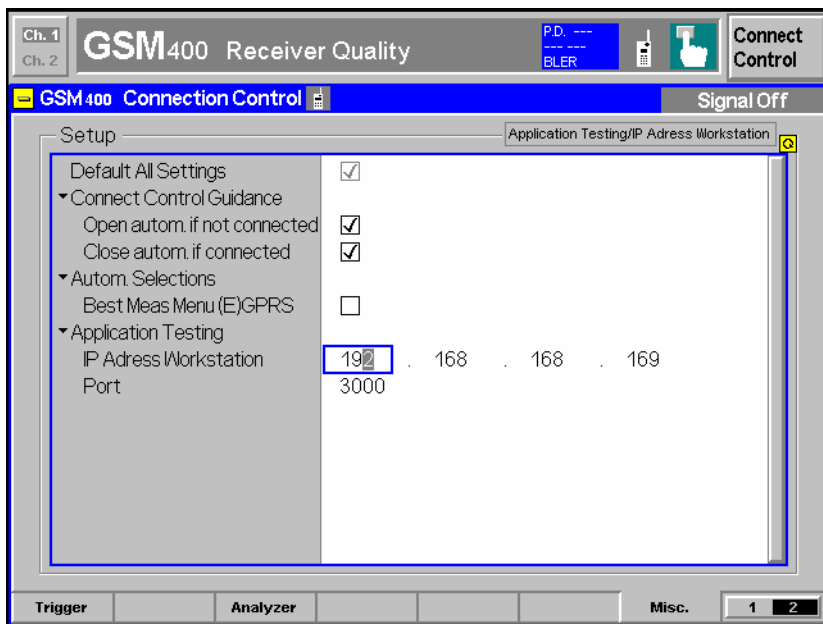 Ch. 1
Ch. 2
GSM400 Receiver Quality
P.D. ---
--- ---
BLER
Connect
Control
GSM400 Connection Control
Signal Off
Setup
Application Testing/IP Adress Workstation
Default All Settings
Connect Control Guidance
Open autom. if not connected
Close autom. if connected
Autom. Selections
Best Meas Menu (E)GPRS
Application Testing
IP Adress Workstation 192 . 168 . 168 . 169
Port 3000
Trigger Analyzer Misc. 1 2